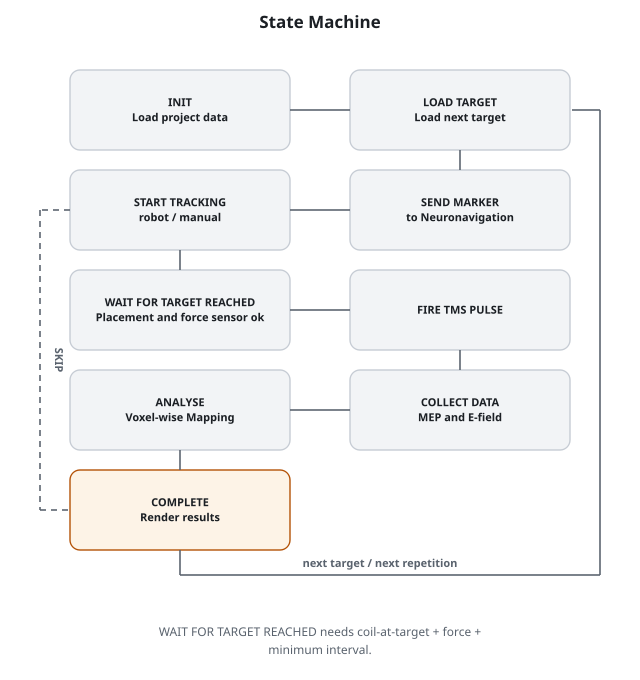 State Machine
INIT
Load project data
LOAD TARGET
Load next target
START TRACKING
robot / manual
SEND MARKER
to Neuronavigation
WAIT FOR TARGET REACHED
Placement and force sensor ok
FIRE TMS PULSE
SKIP
ANALYSE
Voxel-wise Mapping
COLLECT DATA
MEP and E-field
COMPLETE
Render results
next target / next repetition
WAIT FOR TARGET REACHED needs coil-at-target + force +
minimum interval.